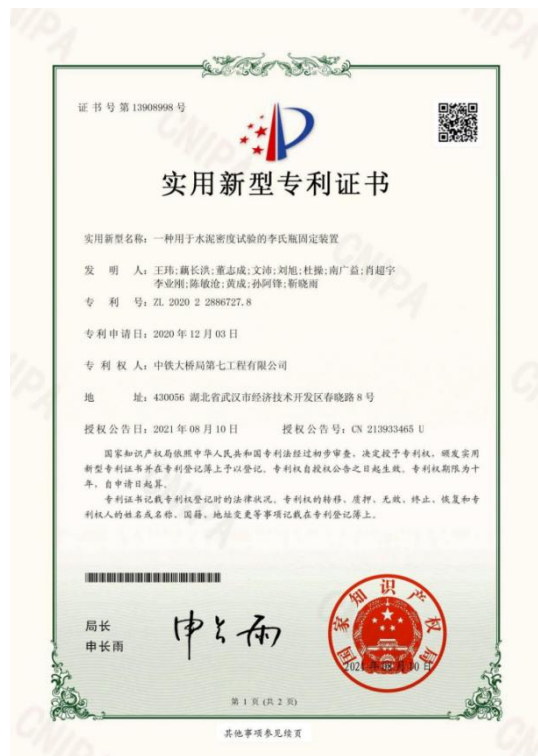 证书号第13908998号
实用新型专利证书
实用新型名称：一种用于水泥密度试验的李氏瓶固定装置
发明人：王玮;藕长洪;董志成;文沛;刘旭;杜操;南广益;肖超宇
李业刚;陈敏沧;黄成;孙阿锋;靳晓雨
专利号：ZL 2020 2 2886727.8
专利申请日：2020年12月03日
专利权人：中铁大桥局第七工程有限公司
地址：430056 湖北省武汉市经济技术开发区春晓路8号
授权公告日：2021年08月10日 授权公告号：CN 213933465 U
国家知识产权局依照中华人民共和国专利法经过初步审查，决定授予专利权，颁发实用
新型专利证书并在专利登记簿上予以登记。专利权自授权公告之日起生效。专利权期限为十
年，自申请日起算。
专利证书记载专利权登记时的法律状况。专利权的转移、质押、无效、终止、恢复和专
利权人的姓名或名称、国籍、地址变更等事项记载在专利登记簿上。
局长
申长雨
申长雨
国家知识产权局
2021年08月10日
第 1 页 (共 2 页)
其他事项参见续页
CNIPA